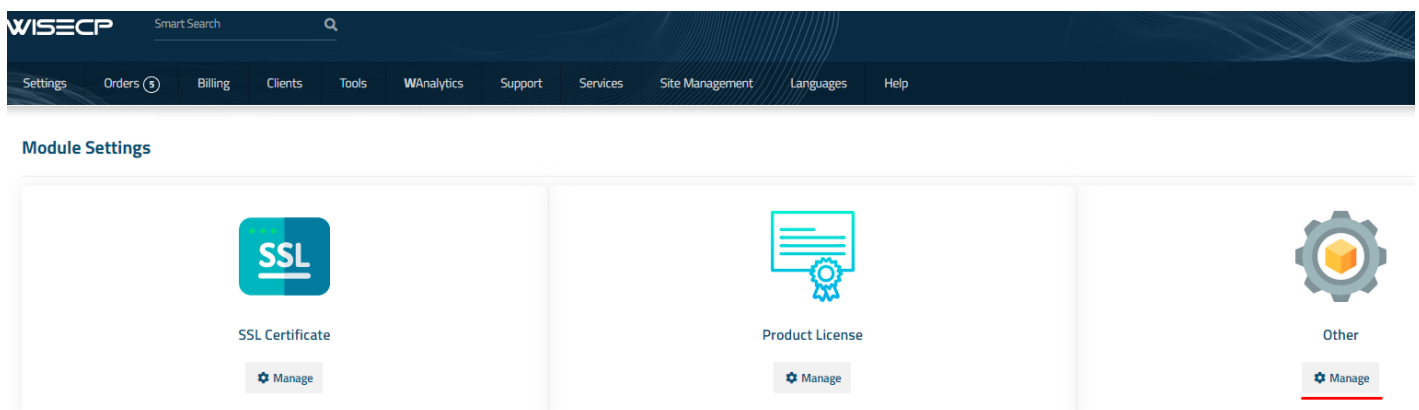 WISECP
Smart Search
Settings Orders 5 Billing Clients Tools WAnalytics Support Services Site Management Languages Help
Module Settings
SSL
SSL Certificate Product License Other
Manage Manage Manage